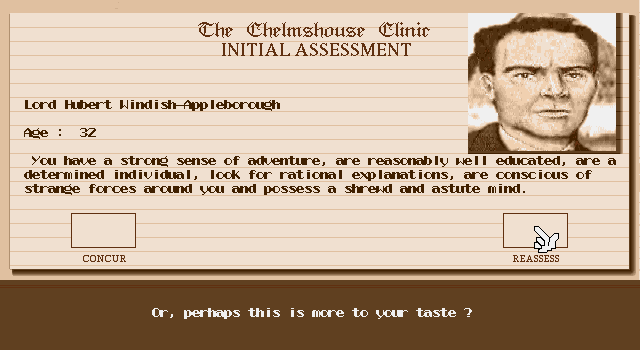 The Chelmshouse Clinic
INITIAL ASSESSMENT
Lord Hubert Windish-Appleborough
Age : 32
You have a strong sense of adventure, are reasonably well educated, are a
determined individual, look for rational explanations, are conscious of
strange forces around you and possess a shrewd and astute mind.
CONCUR
REASSESS
Or, perhaps this is more to your taste ?